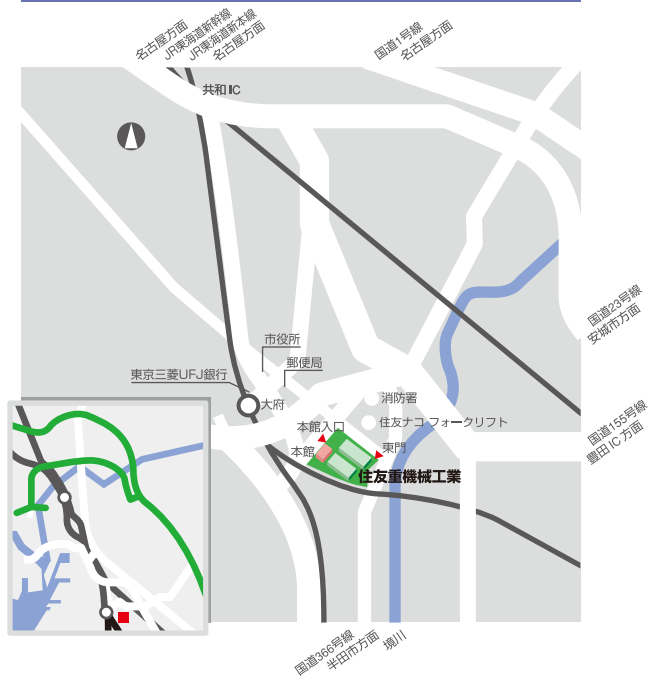 名古屋方面
JR東海道新幹線
JR東海道新本線
名古屋方面
国道1号線
名古屋方面
共和IC
国道23号線
安城市方面
市役所
郵便局
東京三菱UFJ銀行
大府
消防署
住友ナコ フォークリフト
本館入口
本館
東門
住友重機械工業
国道155号線
豊田IC方面
国道366号線
半田市方面
境川